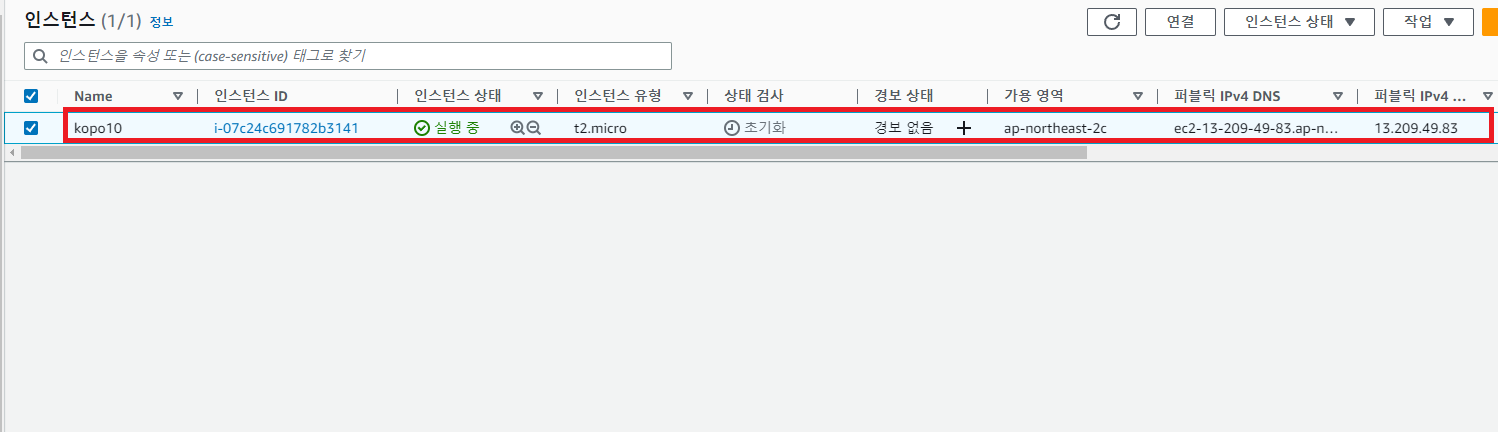 인스턴스 (1/1) 정보
연결 인스턴스 상태 작업
인스턴스을 속성 또는 (case-sensitive) 태그로 찾기
Name 인스턴스 ID 인스턴스 상태 인스턴스 유형 상태 검사 경보 상태 가용 영역 퍼블릭 IPv4 DNS 퍼블릭 IPv4 ...
kopo10 i-07c24c691782b3141 실행 중 t2.micro 초기화 경보 없음 + ap-northeast-2c ec2-13-209-49-83.ap-n... 13.209.49.83